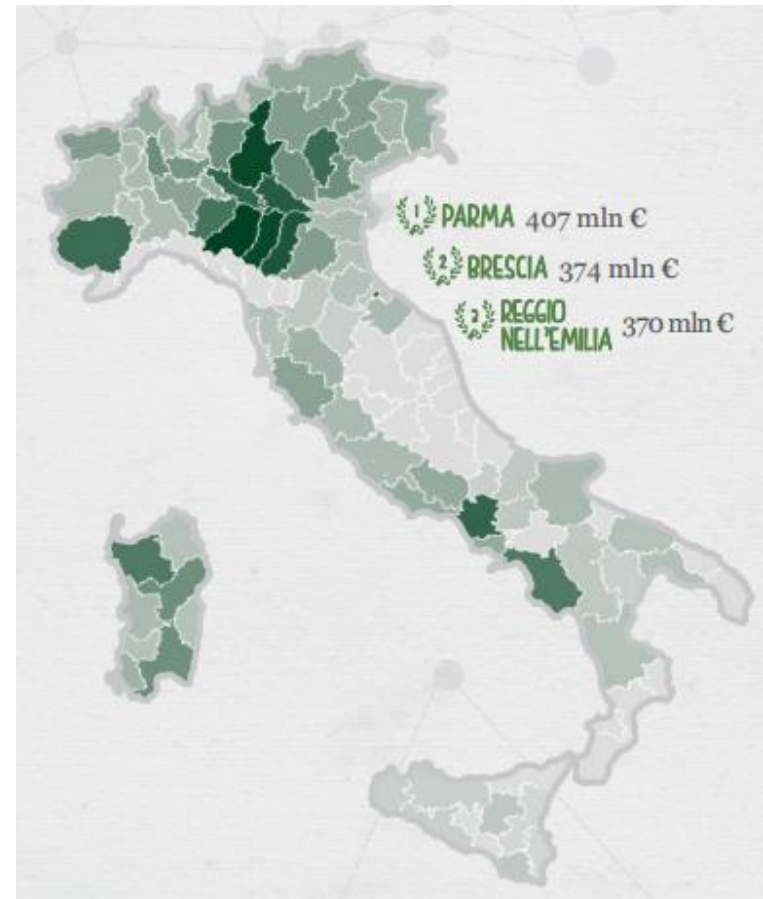 1 PARMA 407 mln €
2 BRESCIA 374 mln €
3 REGGIO
NELL'EMILIA 370 mln €